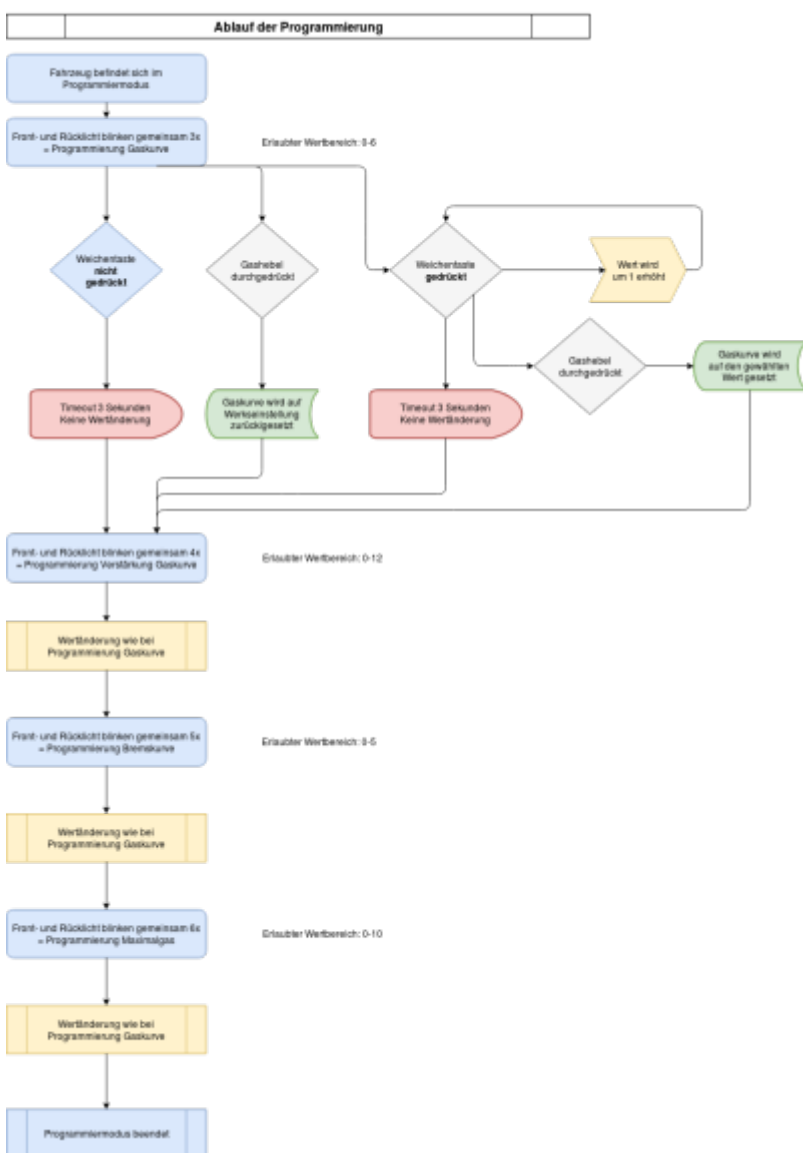 Ablauf der Programmierung
Fahrzeug befindet sich im
Programmiermodus
Front- und Rücklicht blinken gemeinsam 3x
= Programmierung Gaskurve
Erlaubter Wertbereich: 0-6
Weichentaste
nicht
gedrückt
Gashebel
durchgedrückt
Weichentaste
gedrückt
Wert wird
um 1 erhöht
Gashebel
durchgedrückt
Gaskurve wird
auf den gewählten
Wert gesetzt
Timeout 3 Sekunden
Keine Wertänderung
Gaskurve wird auf
Werkseinstellung
zurückgesetzt
Timeout 3 Sekunden
Keine Wertänderung
Front- und Rücklicht blinken gemeinsam 4x
= Programmierung Verstärkung Gaskurve
Erlaubter Wertbereich: 0-12
Wertänderung wie bei
Programmierung Gaskurve
Front- und Rücklicht blinken gemeinsam 5x
= Programmierung Bremskurve
Erlaubter Wertbereich: 0-5
Wertänderung wie bei
Programmierung Gaskurve
Front- und Rücklicht blinken gemeinsam 6x
= Programmierung Maximalgas
Erlaubter Wertbereich: 0-10
Wertänderung wie bei
Programmierung Gaskurve
Programmiermodus beendet